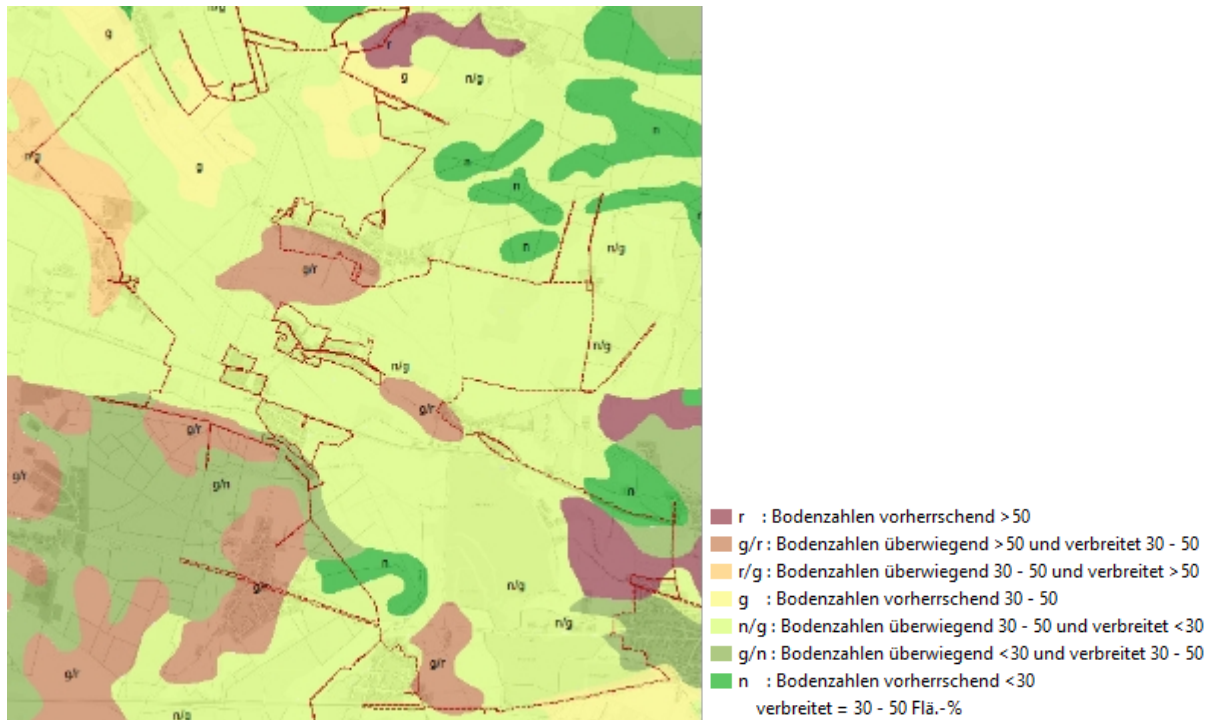 n/g
g
r
g
n/g
n
n/g
n
n
g
n
n
n/g
g/r
n/g
n/g
g/r
g/r
g/r
g/n
n
n
g/r
n/g
n/g
g/r
g/r
n/g
r : Bodenzahlen vorherrschend >50
g/r : Bodenzahlen überwiegend >50 und verbreitet 30 - 50
r/g : Bodenzahlen überwiegend 30 - 50 und verbreitet >50
g : Bodenzahlen vorherrschend 30 - 50
n/g : Bodenzahlen überwiegend 30 - 50 und verbreitet <30
g/n : Bodenzahlen überwiegend <30 und verbreitet 30 - 50
n : Bodenzahlen vorherrschend <30
verbreitet = 30 - 50 Flä.-%